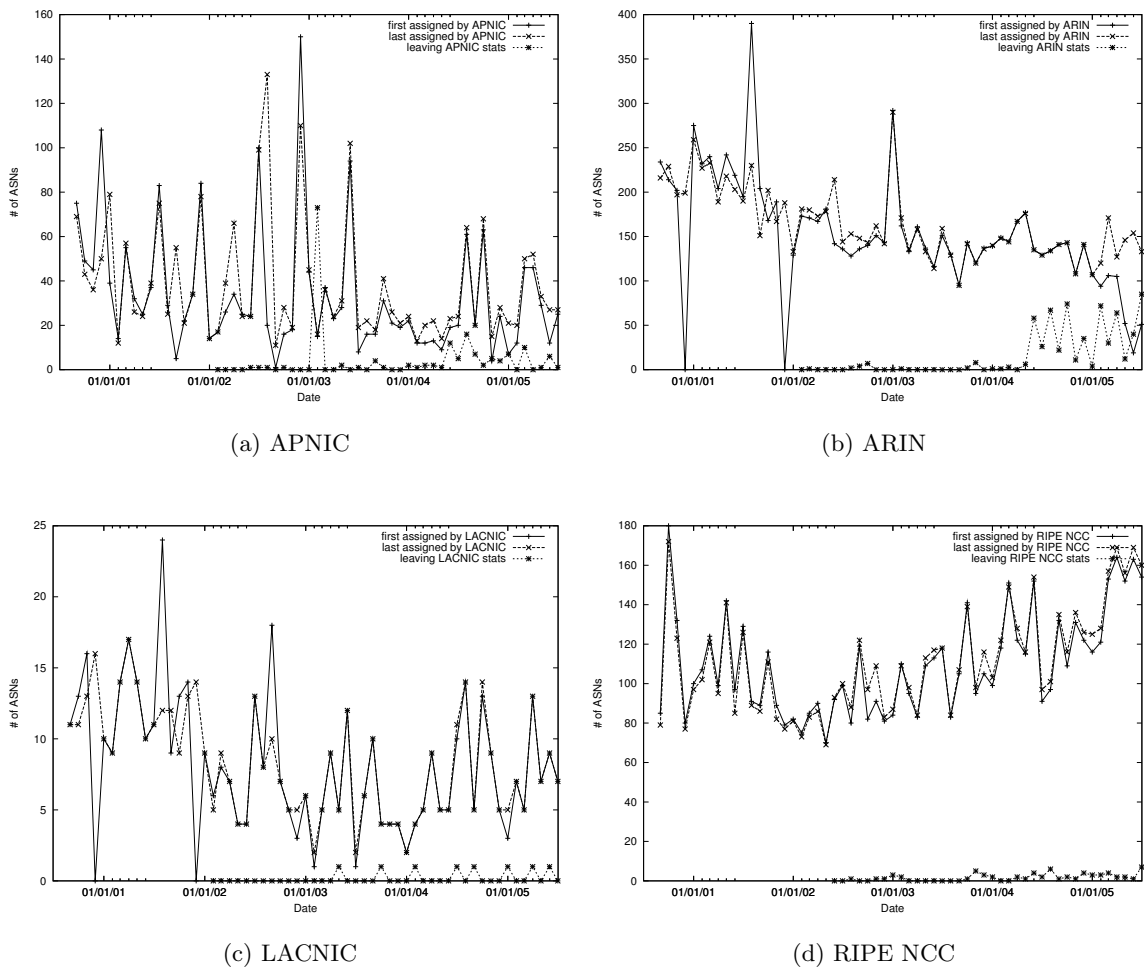 # of ASNs
160
140
120
100
80
60
40
20
0
first assigned by APNIC
last assigned by APNIC
leaving APNIC stats
01/01/01 01/01/02 01/01/03 01/01/04 01/01/05
Date
(a) APNIC
# of ASNs
400
350
300
250
200
150
100
50
0
first assigned by ARIN
last assigned by ARIN
leaving ARIN stats
01/01/01 01/01/02 01/01/03 01/01/04 01/01/05
Date
(b) ARIN
# of ASNs
25
20
15
10
5
0
first assigned by LACNIC
last assigned by LACNIC
leaving LACNIC stats
01/01/01 01/01/02 01/01/03 01/01/04 01/01/05
Date
(c) LACNIC
# of ASNs
180
160
140
120
100
80
60
40
20
0
first assigned by RIPE NCC
last assigned by RIPE NCC
leaving RIPE NCC stats
01/01/01 01/01/02 01/01/03 01/01/04 01/01/05
Date
(d) RIPE NCC